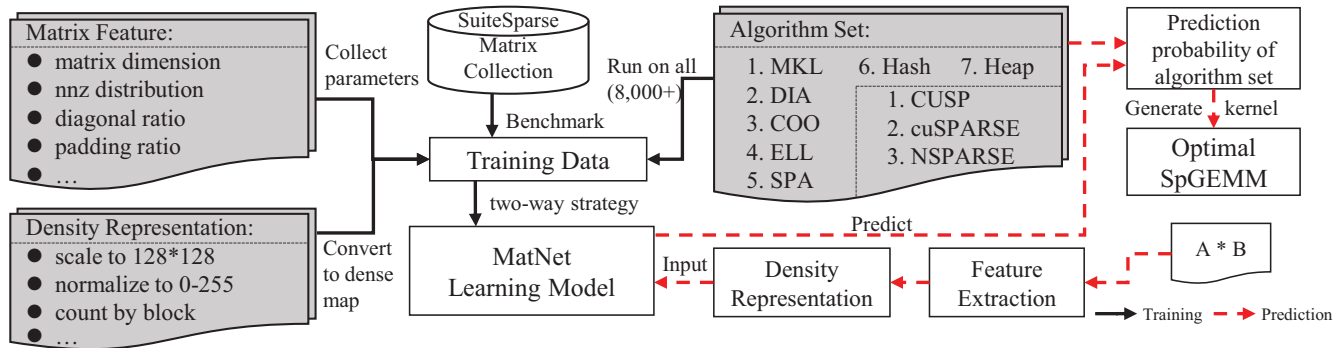 Matrix Feature:
● matrix dimension
● nnz distribution
● diagonal ratio
● padding ratio
● ...
Density Representation:
● scale to 128*128
● normalize to 0-255
● count by block
● ...
Collect
parameters
Convert
to dense
map
SuiteSparse
Matrix
Collection
Benchmark
Training Data
two-way strategy
MatNet
Learning Model
Run on all
(8,000+)
Algorithm Set:
1. MKL 6. Hash 7. Heap
2. DIA 1. CUSP
3. COO 2. cuSPARSE
4. ELL 3. NSPARSE
5. SPA
Predict
Input
Density
Representation
Feature
Extraction
A * B
Prediction
probability of
algorithm set
Generate kernel
Optimal
SpGEMM
Training Prediction